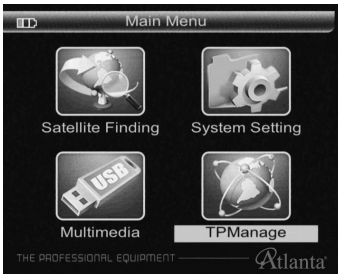 Main Menu
Satellite Finding
System Setting
USB
Multimedia
TPManage
THE PROFESSIONAL EQUIPMENT
Atlanta